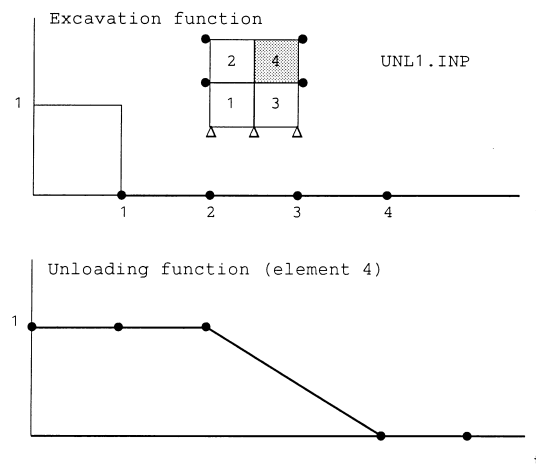 Excavation function
2 4
UNL1.INP
1
1 3
1 2 3 4
Unloading function (element 4)
1